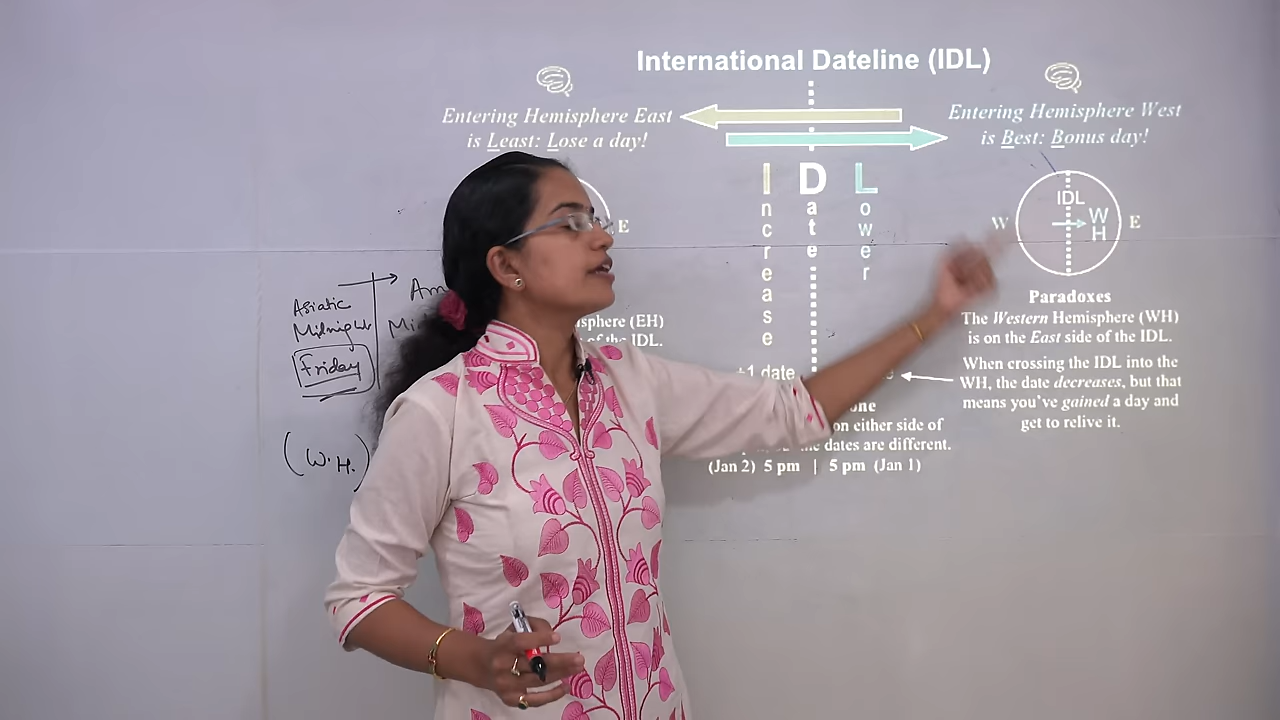 International Dateline (IDL)
Entering Hemisphere East
is Least: Lose a day!
Entering Hemisphere West
is Best: Bonus day!
I D L
Increase
Date
Lower
E
W
IDL
W
H
E
Asiatic
Midnight
Friday
(W.H.)
sphere (EH)
of the IDL.
+1 date
one
on either side of
the dates are different.
(Jan 2) 5 pm | 5 pm (Jan 1)
Paradoxes
The Western Hemisphere (WH)
is on the East side of the IDL.
When crossing the IDL into the
WH, the date decreases, but that
means you've gained a day and
get to relive it.